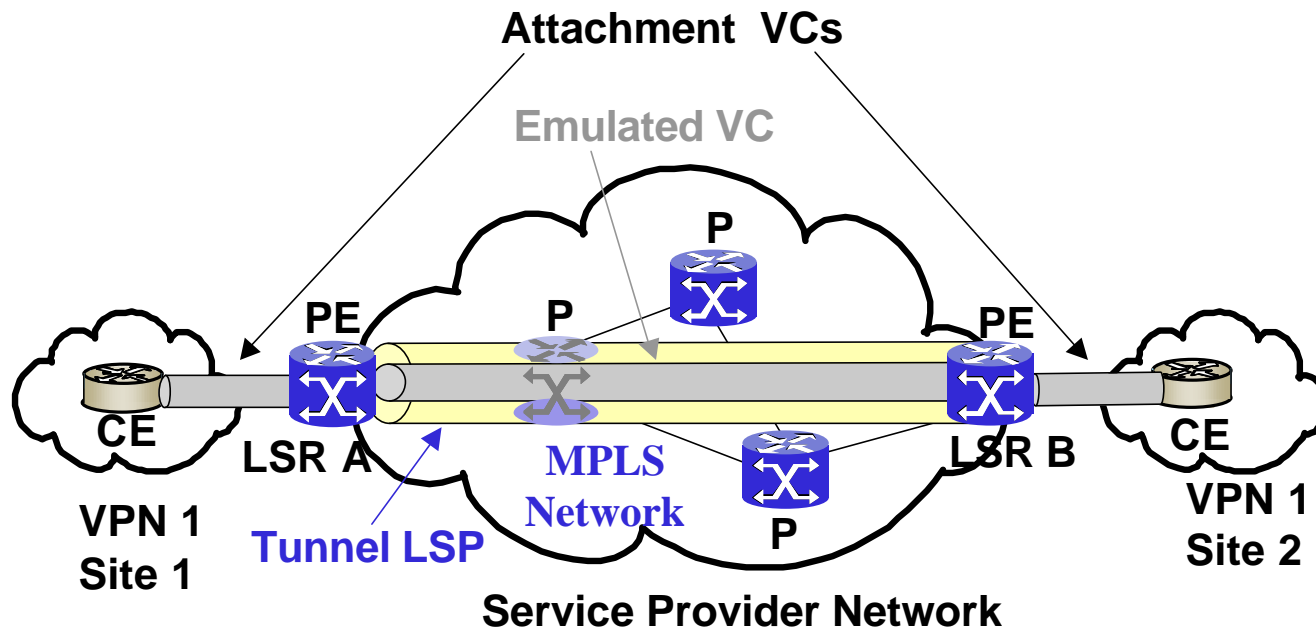 Attachment VCs
Emulated VC
P
PE
P
PE
CE
LSR A
LSR B
CE
MPLS
Network
VPN 1
Site 1
Tunnel LSP
P
VPN 1
Site 2
Service Provider Network